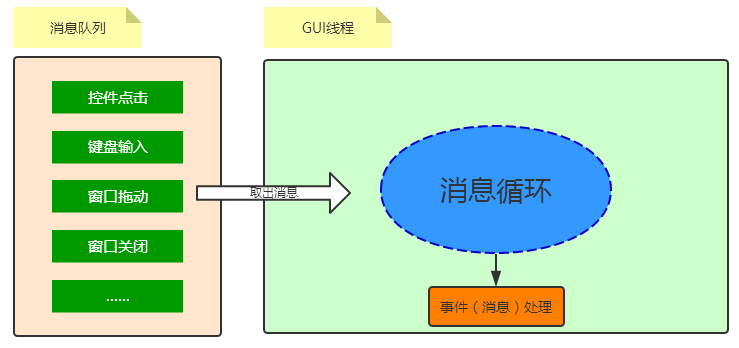 消息队列
GUI线程
控件点击
键盘输入
窗口拖动
窗口关闭
......
取出消息
消息循环
事件（消息）处理